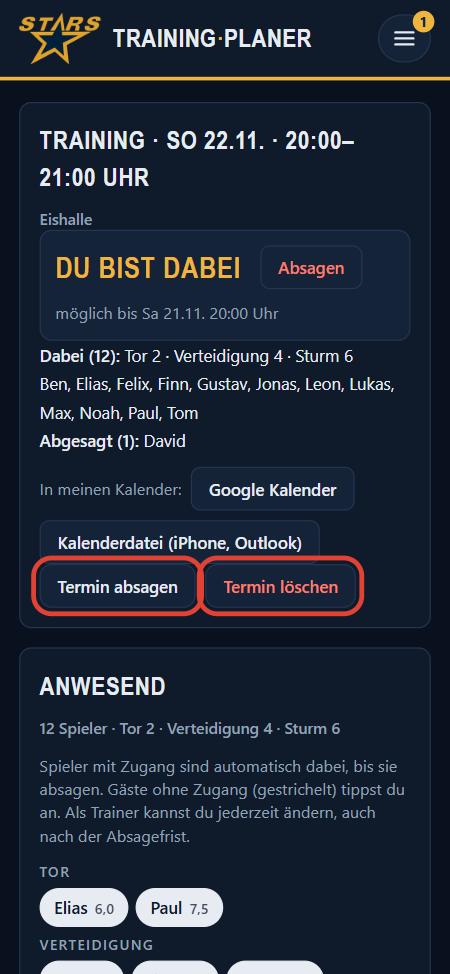 STARS
TRAINING·PLANER
1
TRAINING · SO 22.11. · 20:00–
21:00 UHR
Eishalle
DU BIST DABEI
Absagen
möglich bis Sa 21.11. 20:00 Uhr
Dabei (12): Tor 2 · Verteidigung 4 · Sturm 6
Ben, Elias, Felix, Finn, Gustav, Jonas, Leon, Lukas,
Max, Noah, Paul, Tom
Abgesagt (1): David
In meinen Kalender: Google Kalender
Kalenderdatei (iPhone, Outlook)
Termin absagen Termin löschen
ANWESEND
12 Spieler · Tor 2 · Verteidigung 4 · Sturm 6
Spieler mit Zugang sind automatisch dabei, bis sie
absagen. Gäste ohne Zugang (gestrichelt) tippst du
an. Als Trainer kannst du jederzeit ändern, auch
nach der Absagefrist.
TOR
Elias 6,0 Paul 7,5
VERTEIDIGUNG